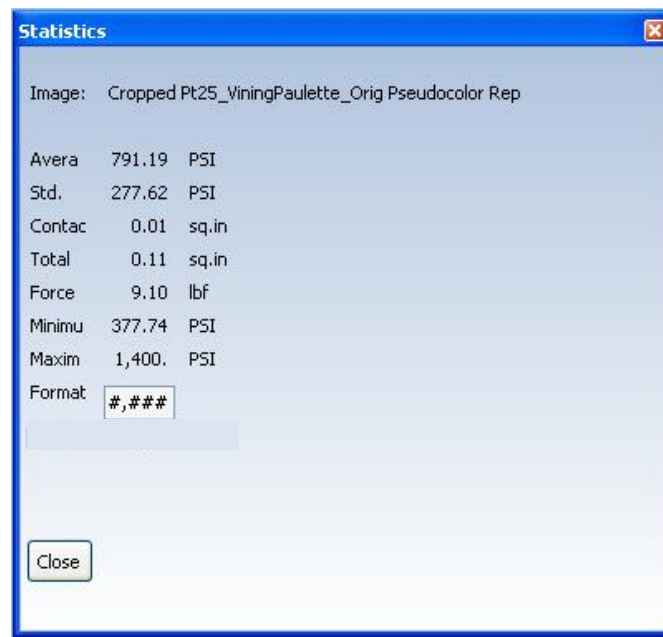 Statistics
Image: Cropped Pt25_ViningPaulette_Orig Pseudocolor Rep
Avera 791.19 PSI
Std. 277.62 PSI
Contac 0.01 sq.in
Total 0.11 sq.in
Force 9.10 lbf
Minimu 377.74 PSI
Maxim 1,400. PSI
Format #,###
Close